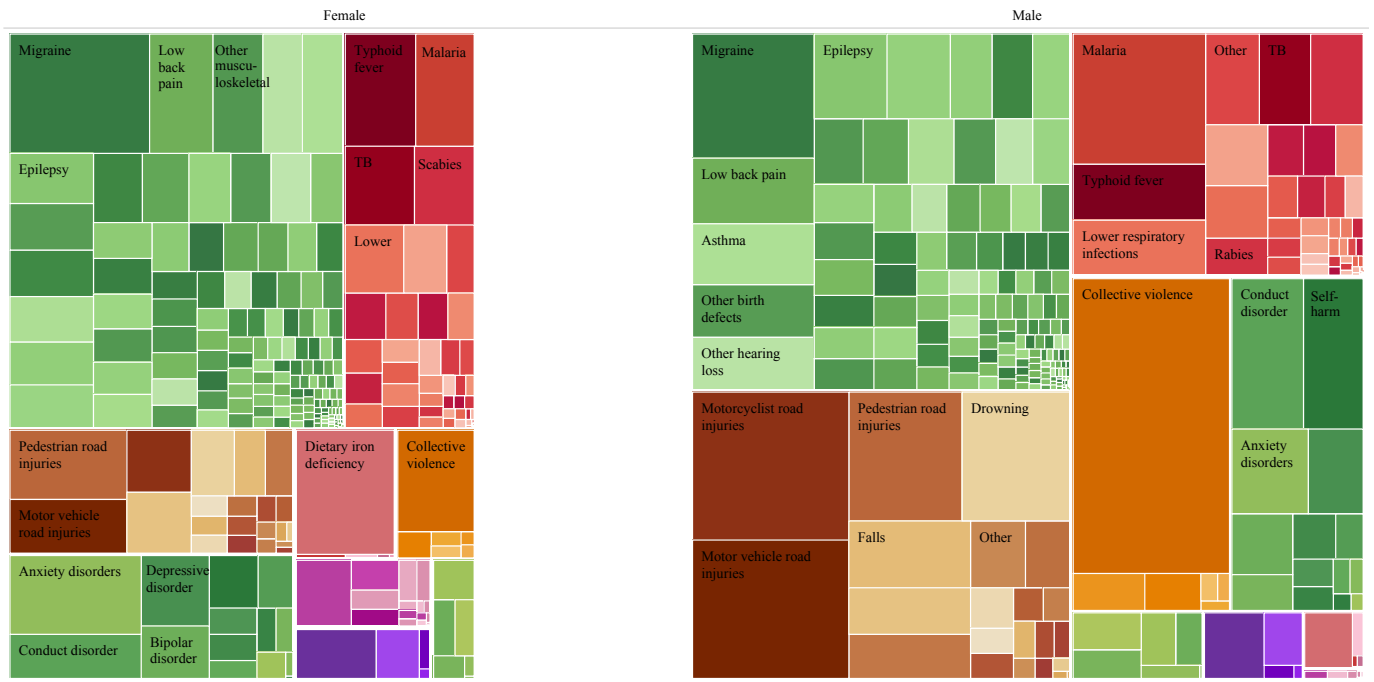 Female
Male
Migraine
Low
back
pain
Other
muscu-
loskeletal
Typhoid
fever
Malaria
Epilepsy
TB
Scabies
Lower
Pedestrian road
injuries
Motor vehicle
road injuries
Dietary iron
deficiency
Collective
violence
Anxiety disorders
Depressive
disorder
Conduct disorder
Bipolar
disorder
Migraine
Epilepsy
Low back pain
Asthma
Other birth
defects
Other hearing
loss
Malaria
Other
TB
Typhoid fever
Lower respiratory
infections
Rabies
Collective violence
Conduct
disorder
Self-
harm
Anxiety
disorders
Motorcyclist road
injuries
Pedestrian road
injuries
Drowning
Motor vehicle road
injuries
Falls
Other